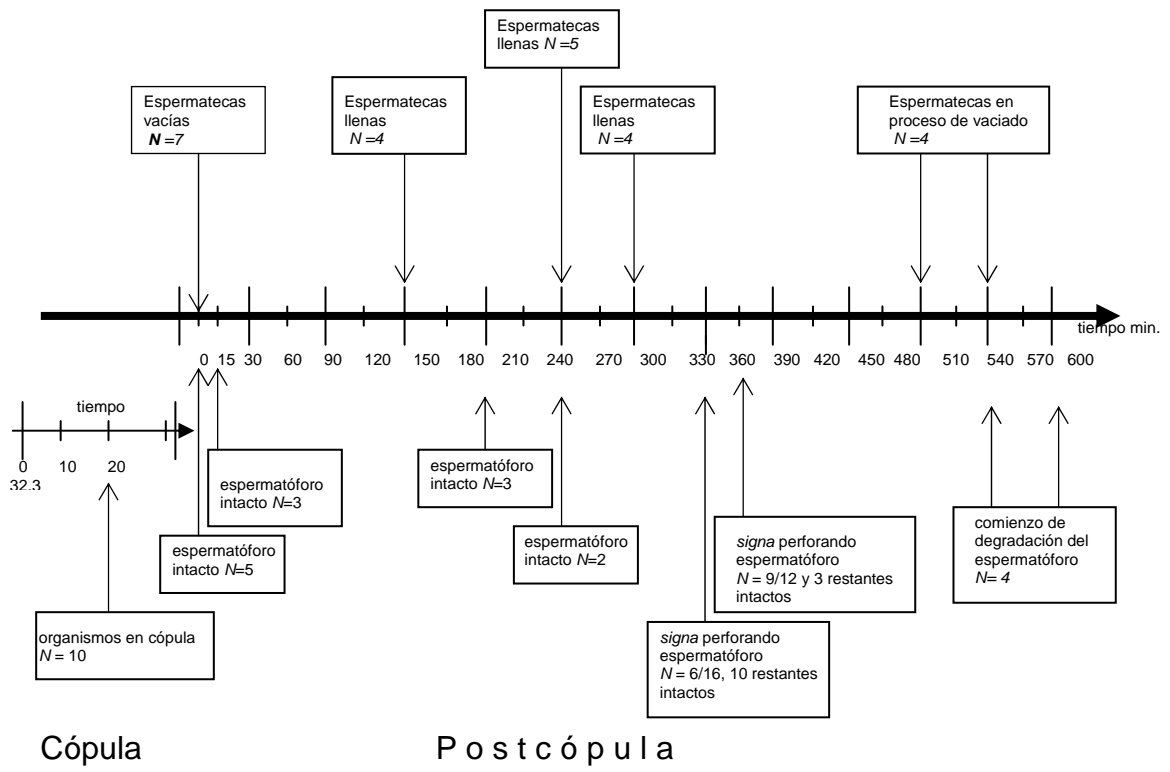 Espermatecas
llenas N =5
Espermatecas
vacías
N =7
Espermatecas
llenas
N =4
Espermatecas
llenas
N =4
Espermatecas en
proceso de vaciado
N =4
tiempo min.
0 15 30 60 90 120 150 180 210 240 270 300 330 360 390 420 450 480 510 540 570 600
tiempo
0 10 20
32.3
espermatóforo
intacto N=3
espermatóforo
intacto N=5
organismos en cópula
N = 10
espermatóforo
intacto N=3
espermatóforo
intacto N=2
signa perforando
espermatóforo
N = 9/12 y 3 restantes
intactos
signa perforando
espermatóforo
N = 6/16, 10 restantes
intactos
comienzo de
degradación del
espermatóforo
N= 4
Cópula
Postcópula